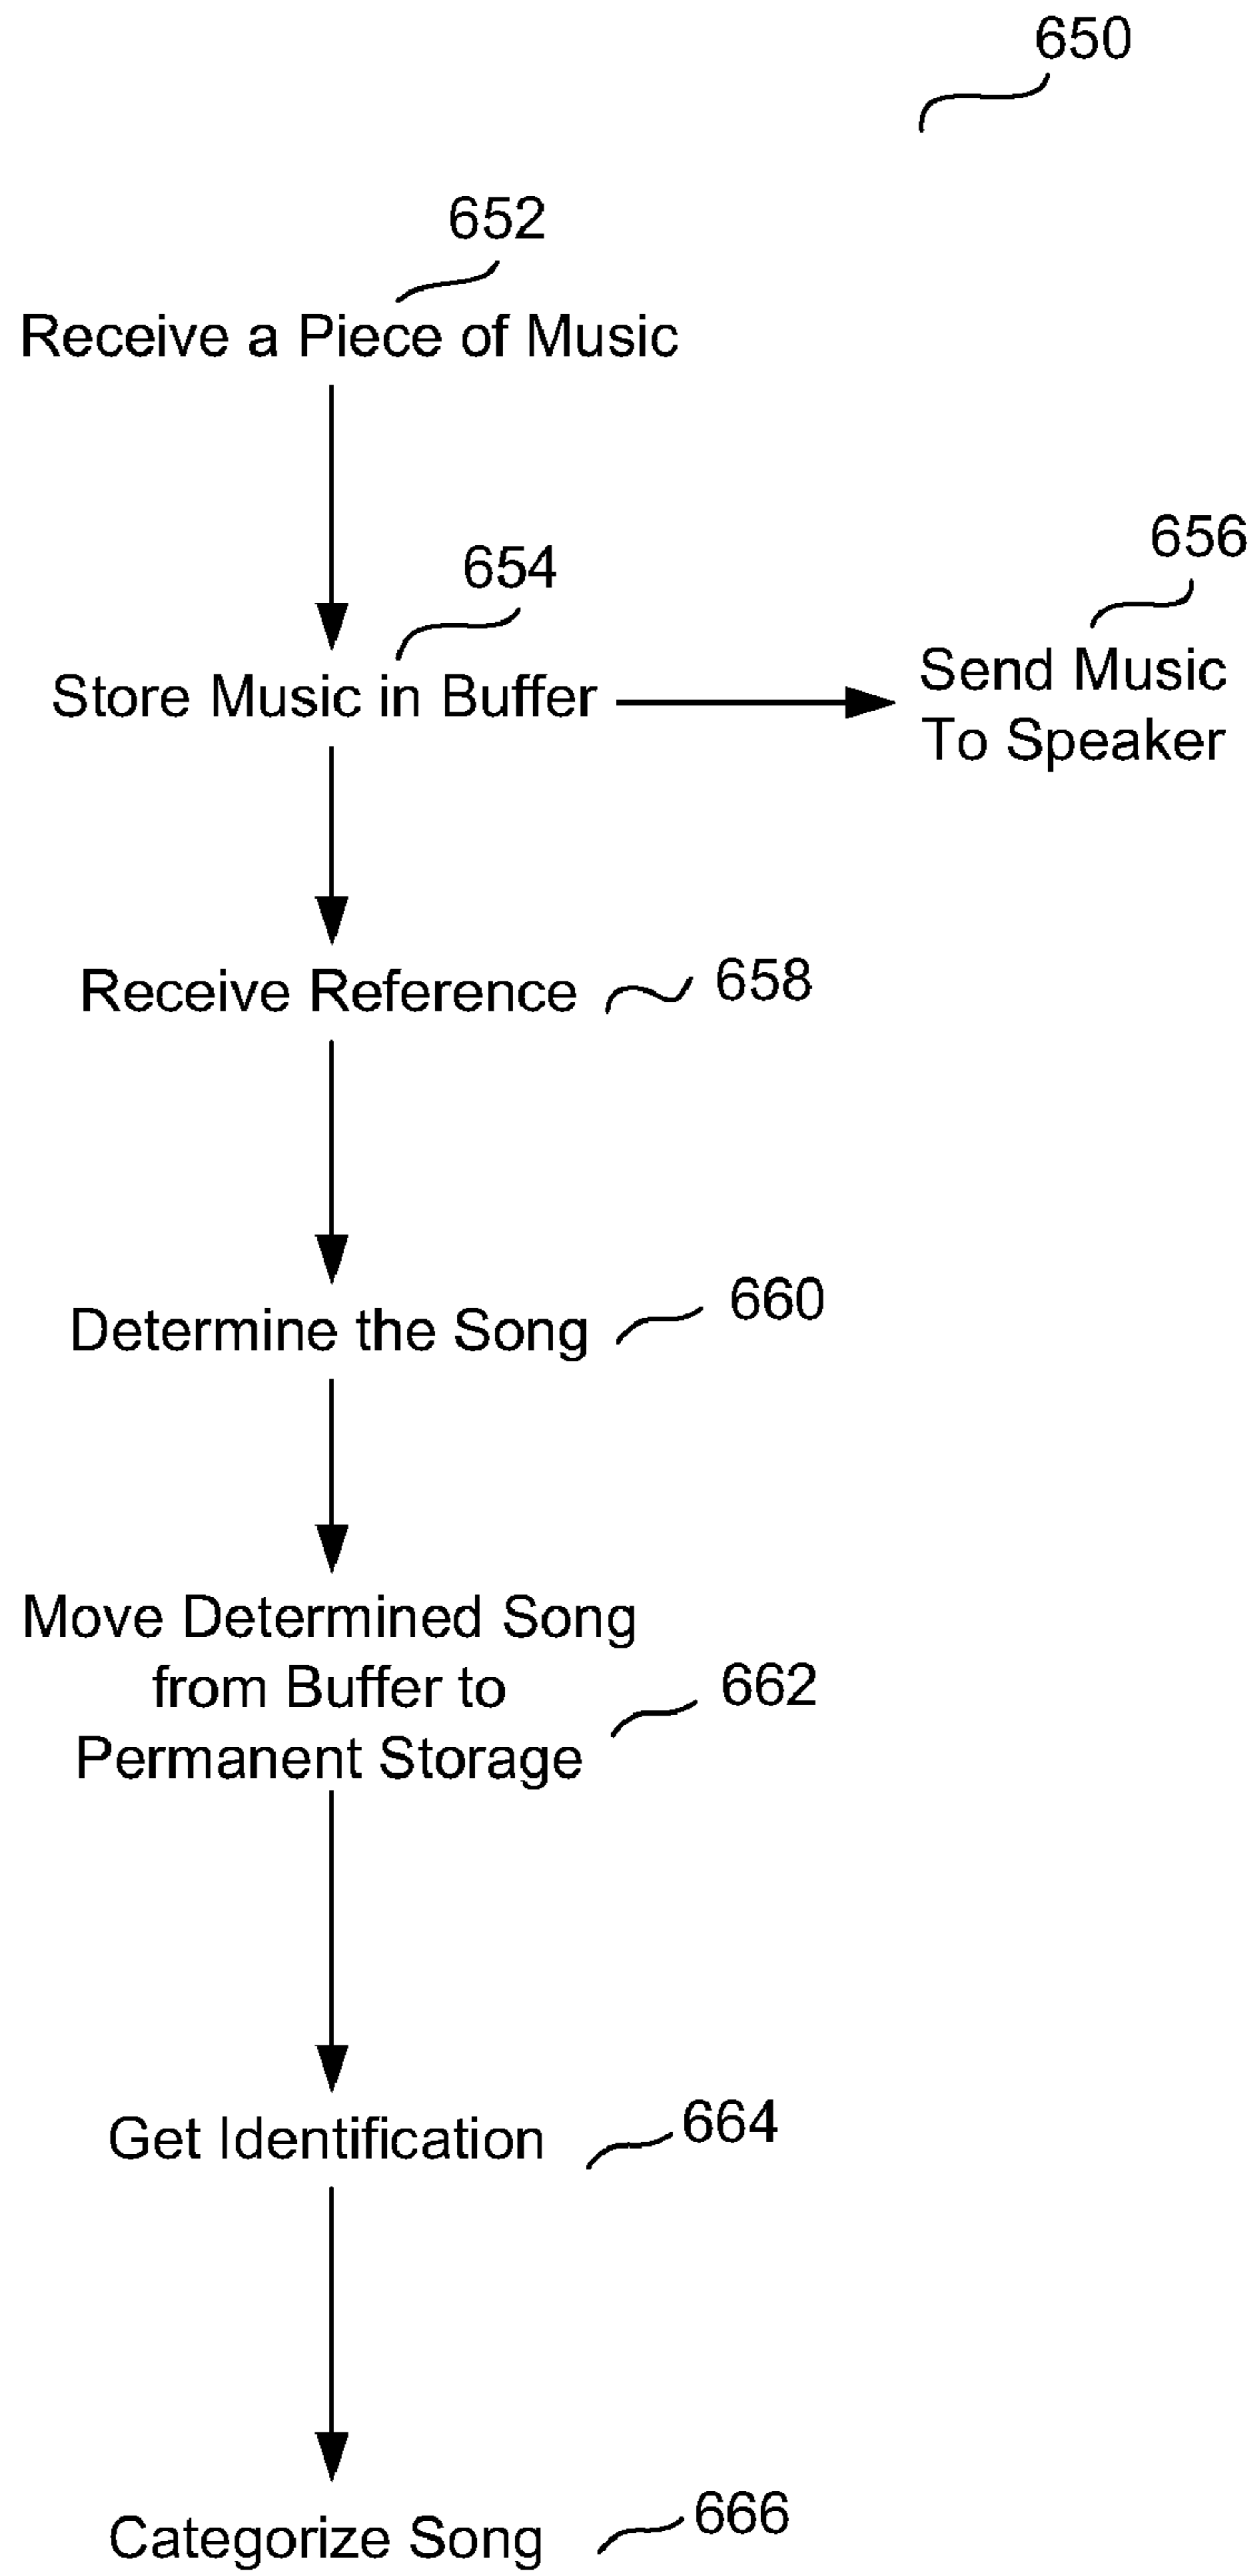 650
652
Receive a Piece of Music
654
Store Music in Buffer
656
Send Music
To Speaker
Receive Reference
658
Determine the Song
660
Move Determined Song
from Buffer to
Permanent Storage
662
Get Identification
664
Categorize Song
666